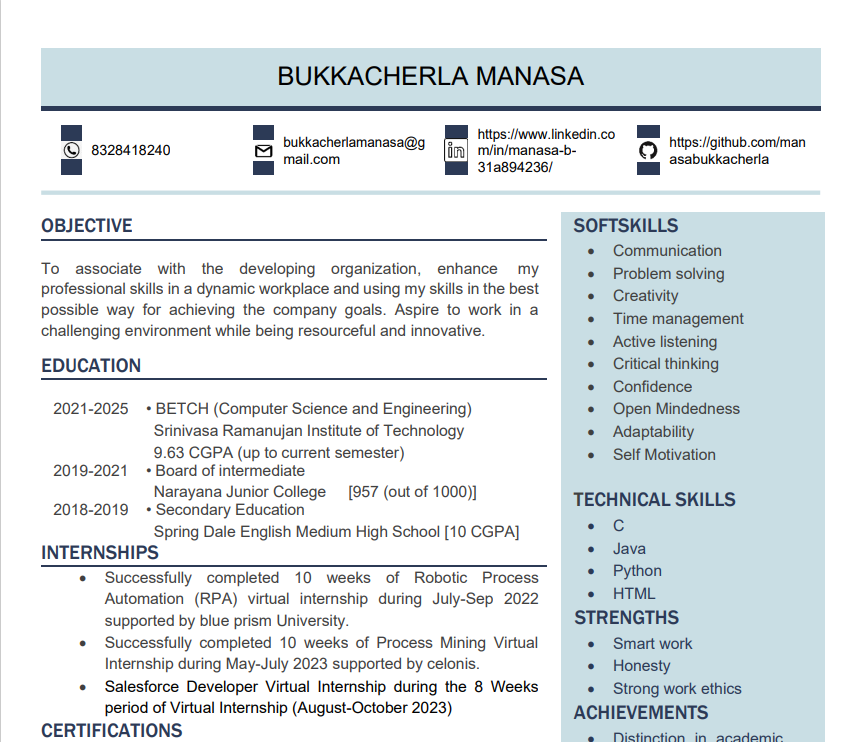 BUKKACHERLA MANASA
8328418240
bukkacherlamanasa@g
mail.com
https://www.linkedin.co
m/in/manasa-b-
31a894236/
https://github.com/man
asabukkacherla
OBJECTIVE
To associate with the developing organization, enhance my
professional skills in a dynamic workplace and using my skills in the best
possible way for achieving the company goals. Aspire to work in a
challenging environment while being resourceful and innovative.
EDUCATION
2021-2025 • BETCH (Computer Science and Engineering)
Srinivasa Ramanujan Institute of Technology
9.63 CGPA (up to current semester)
2019-2021 • Board of intermediate
Narayana Junior College [957 (out of 1000)]
2018-2019 • Secondary Education
Spring Dale English Medium High School [10 CGPA]
INTERNSHIPS
• Successfully completed 10 weeks of Robotic Process
Automation (RPA) virtual internship during July-Sep 2022
supported by blue prism University.
• Successfully completed 10 weeks of Process Mining Virtual
Internship during May-July 2023 supported by celonis.
• Salesforce Developer Virtual Internship during the 8 Weeks
period of Virtual Internship (August-October 2023)
CERTIFICATIONS
SOFTSKILLS
• Communication
• Problem solving
• Creativity
• Time management
• Active listening
• Critical thinking
• Confidence
• Open Mindedness
• Adaptability
• Self Motivation
TECHNICAL SKILLS
• C
• Java
• Python
• HTML
STRENGTHS
• Smart work
• Honesty
• Strong work ethics
ACHIEVEMENTS
• Distinction in academic